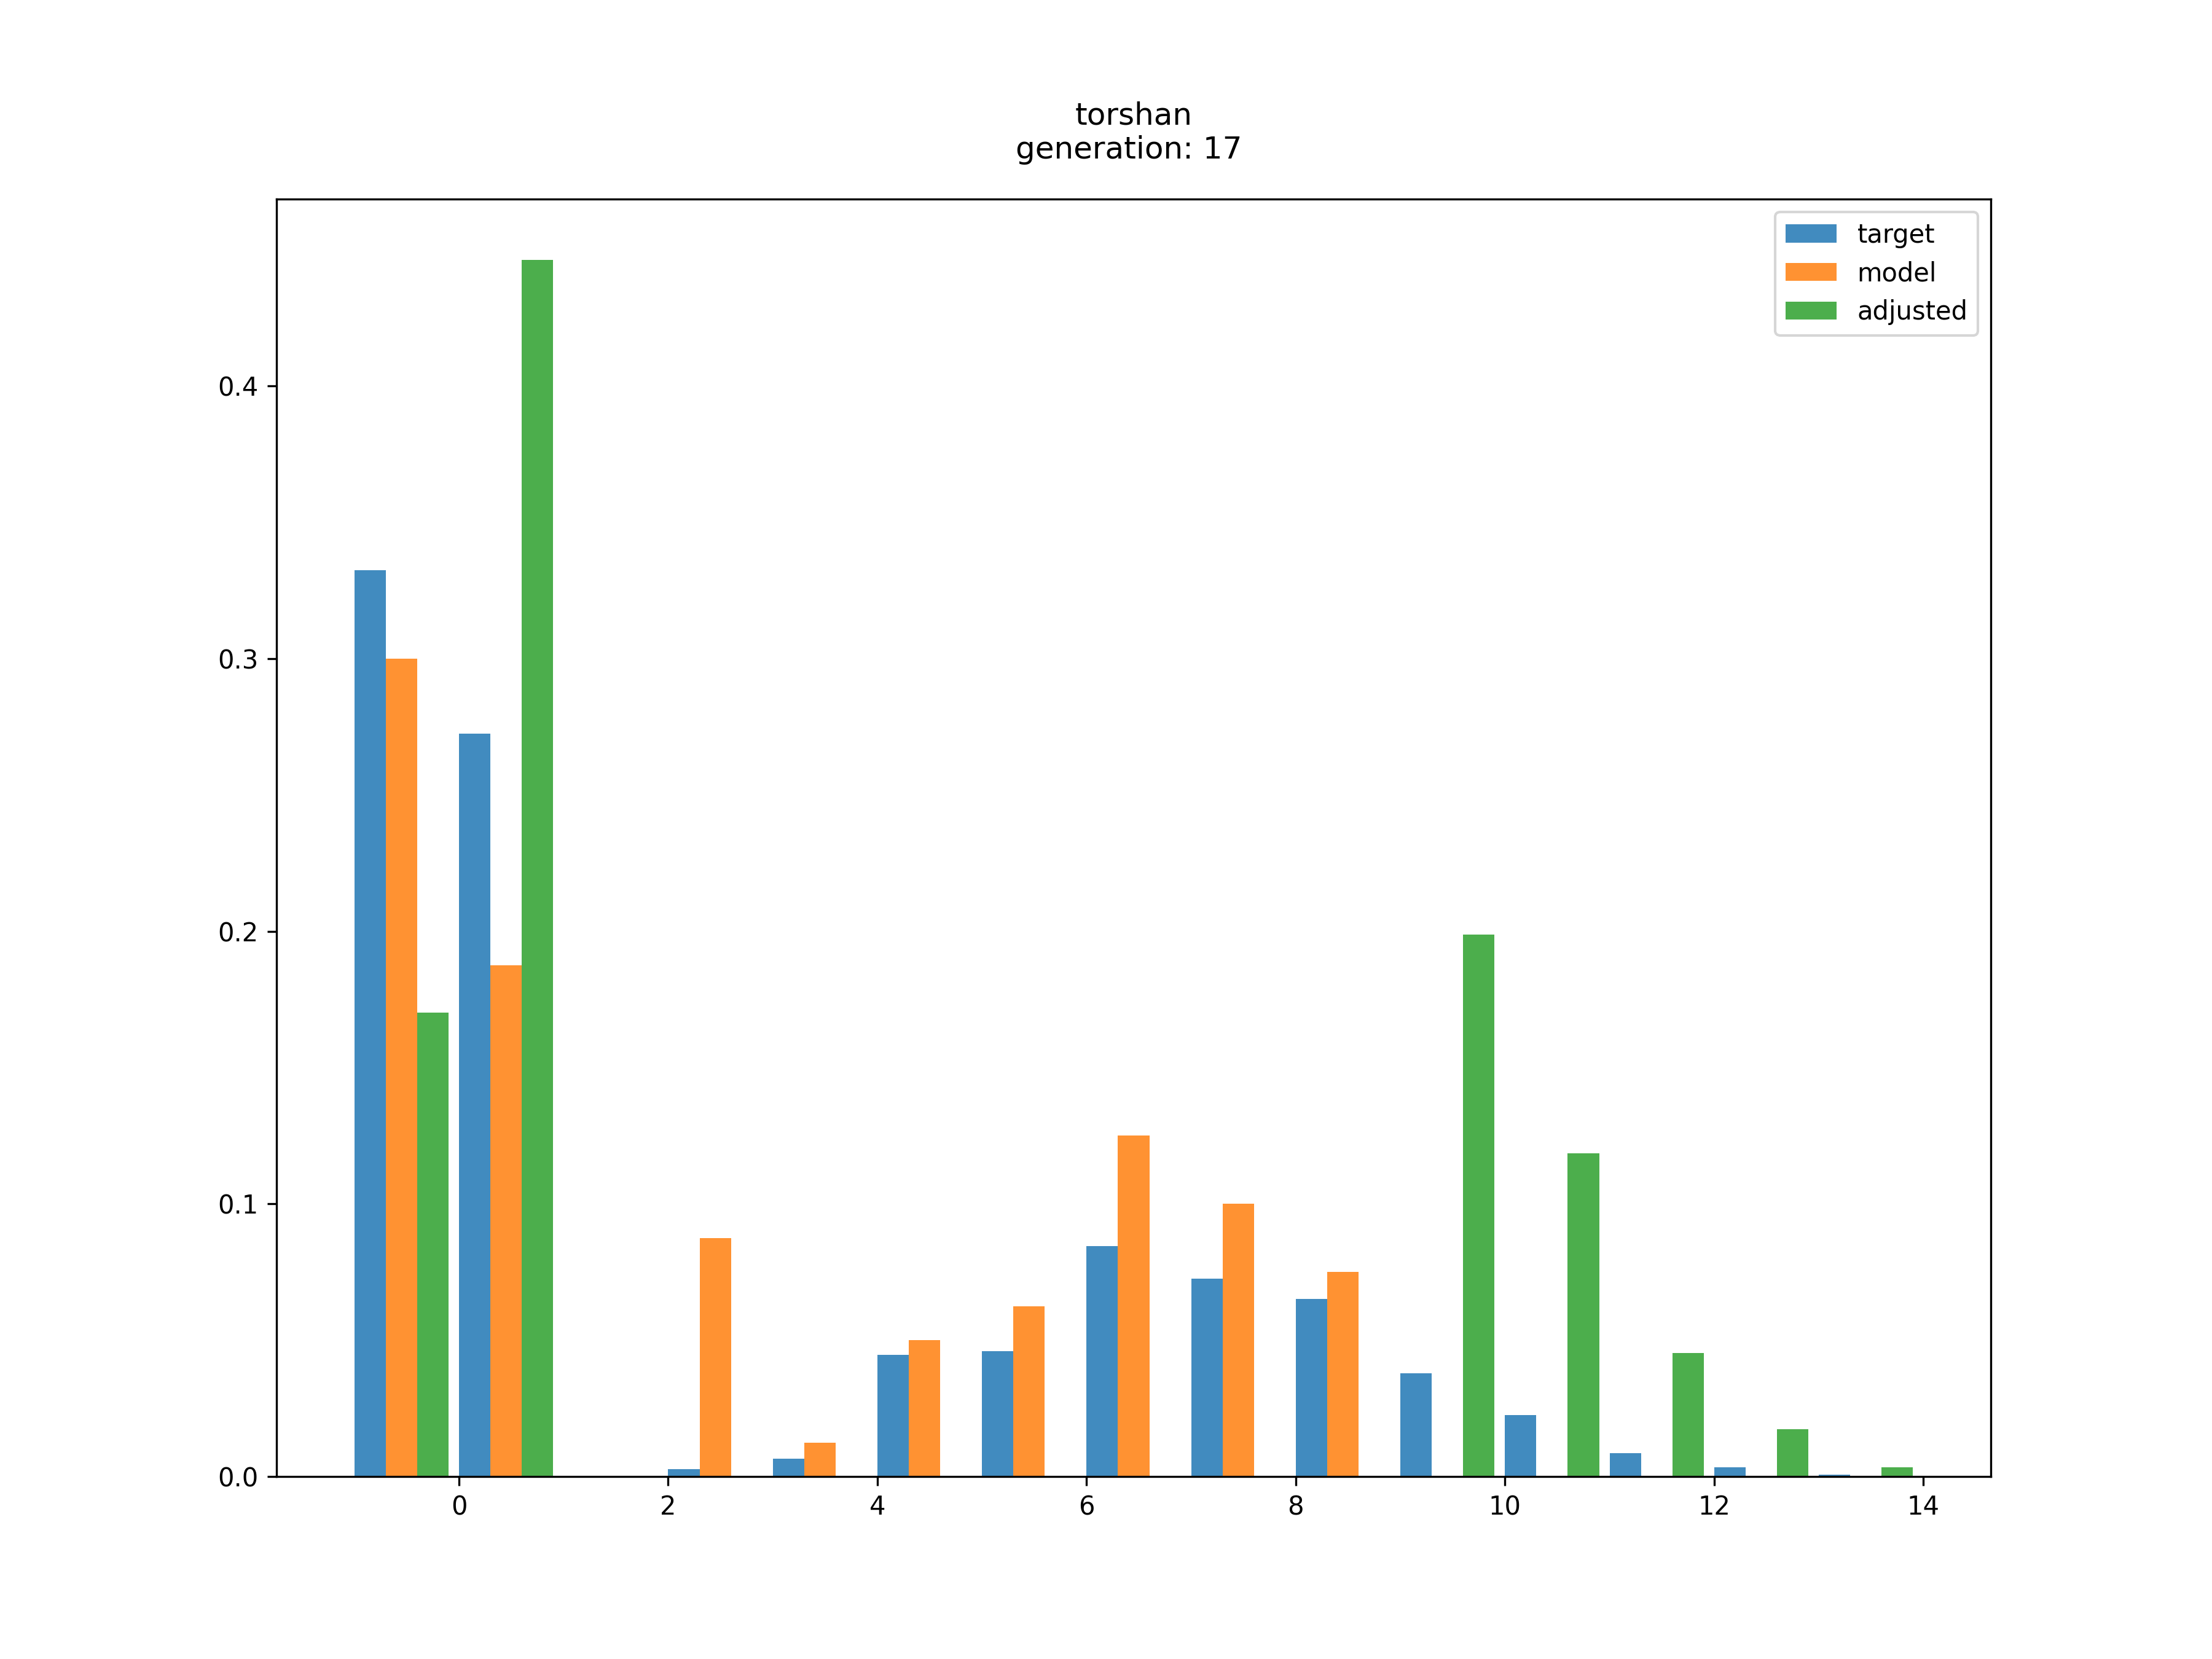 torshan
generation: 17
target
model
adjusted
0.4
0.3
0.2
0.1
0.0
0 2 4 6 8 10 12 14